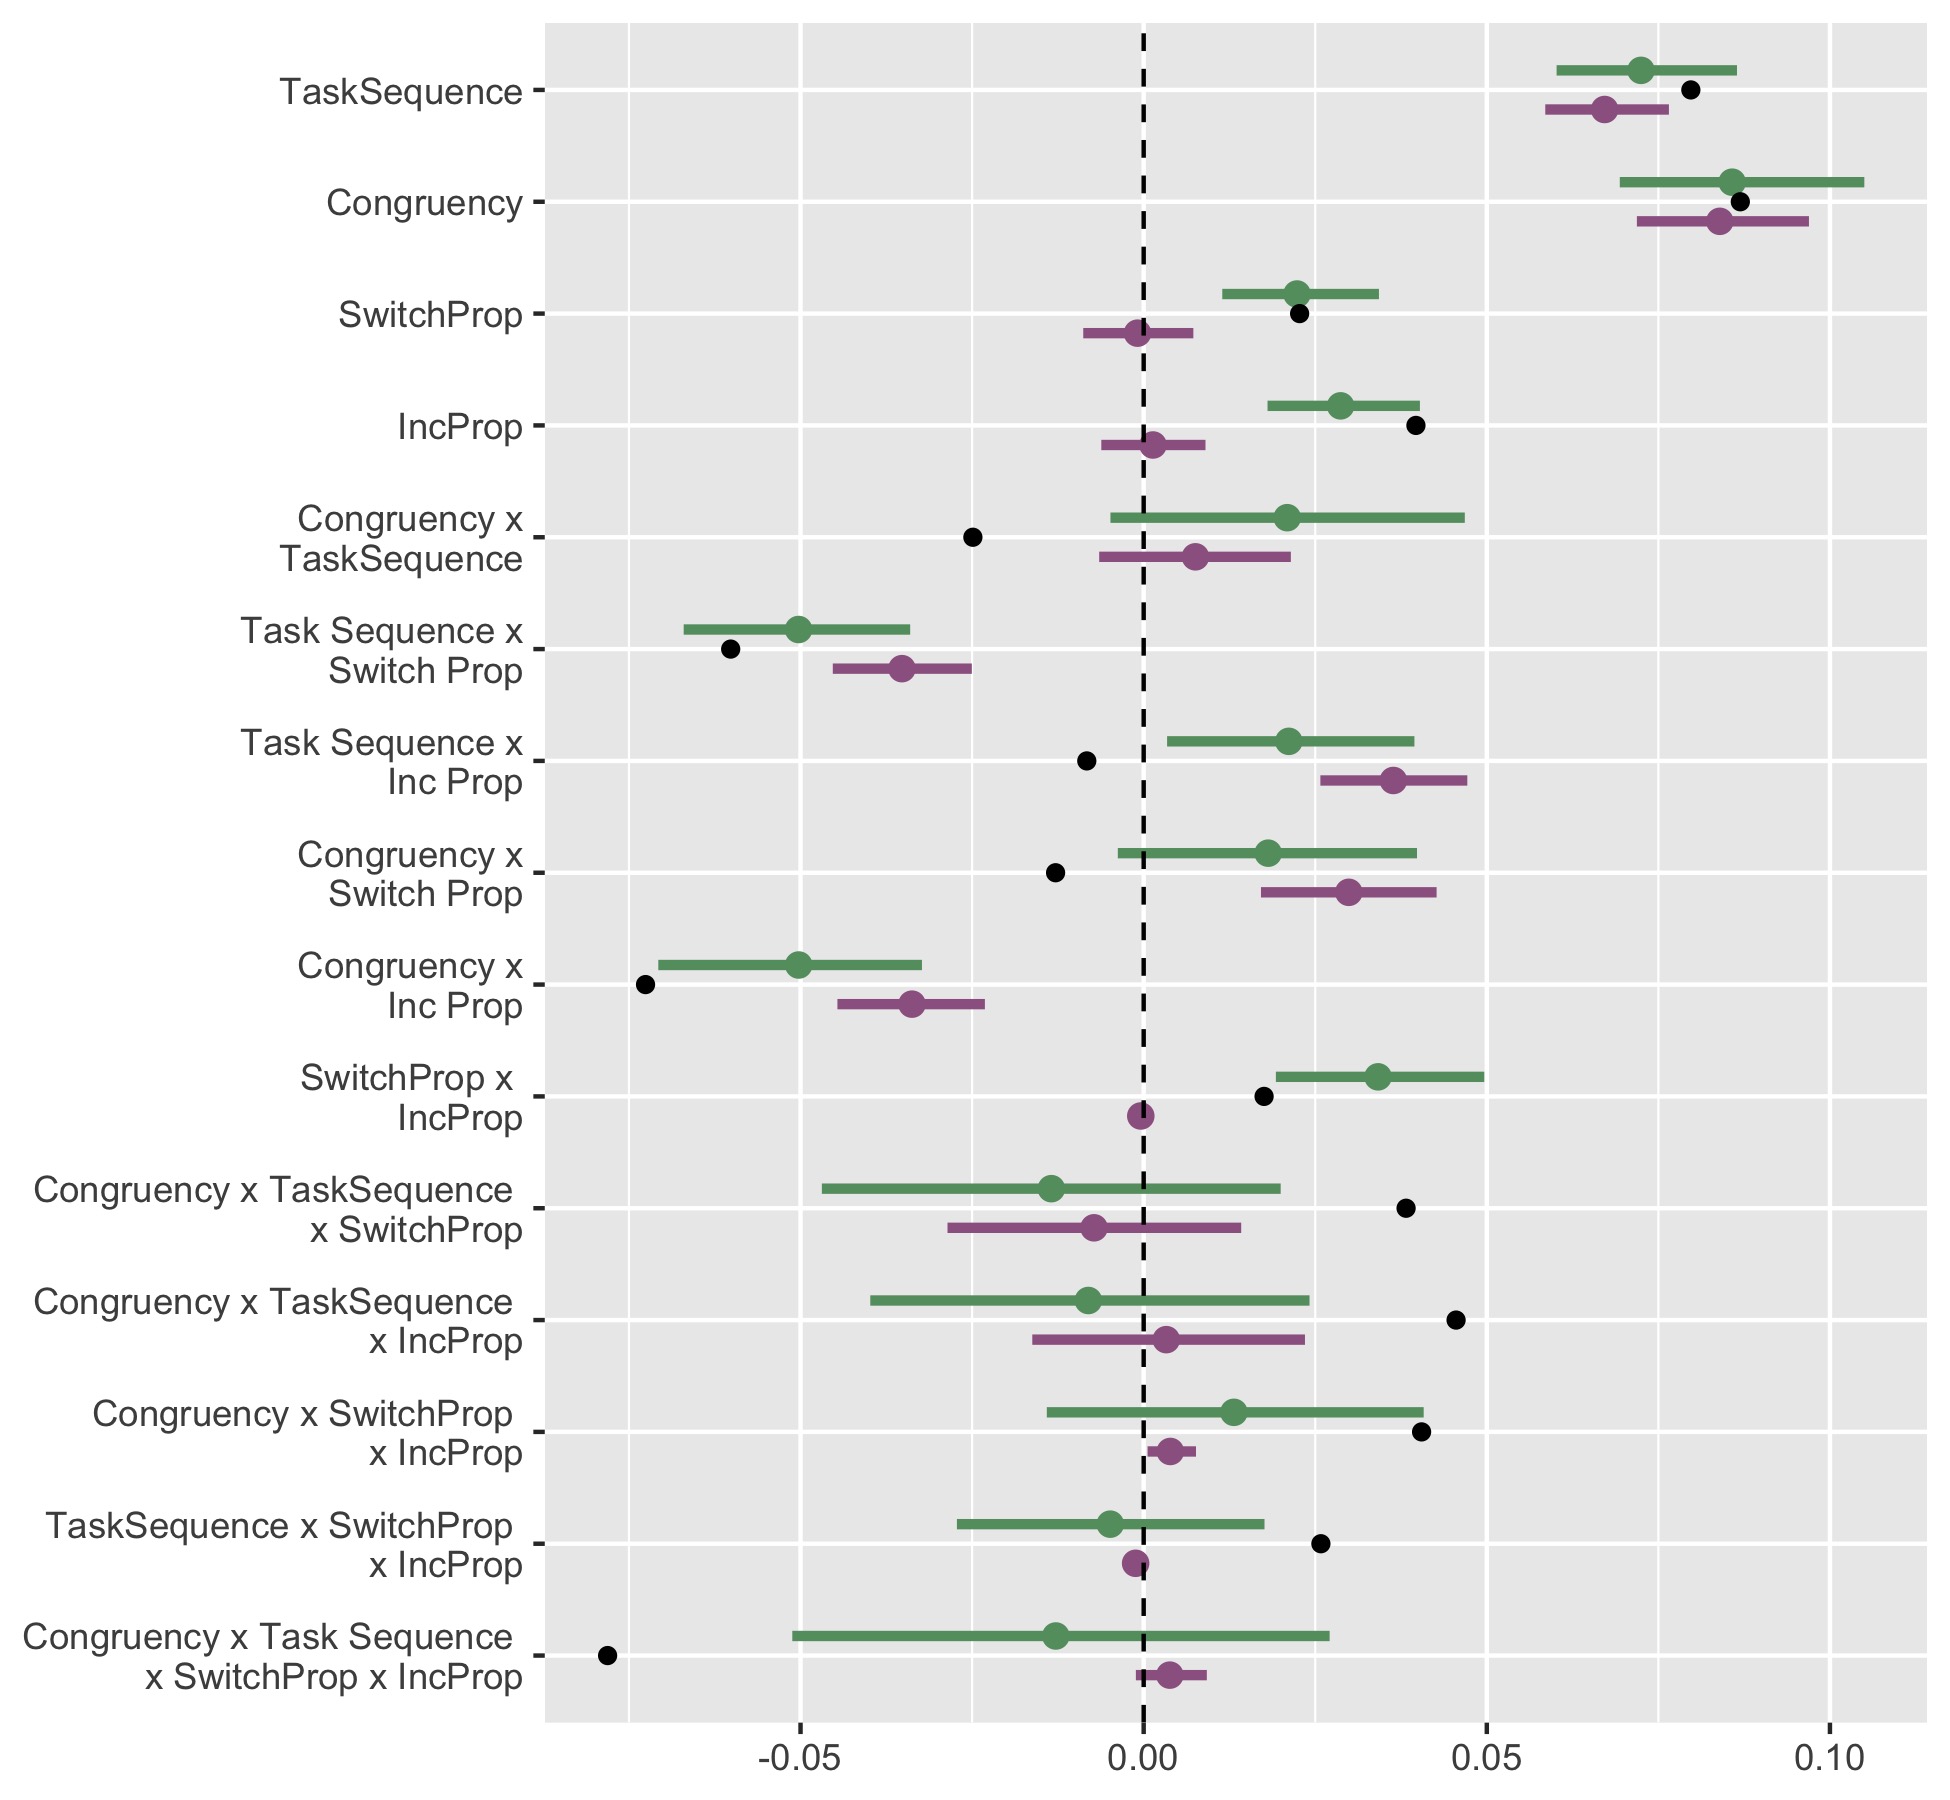 TaskSequence
Congruency
SwitchProp
IncProp
Congruency x
TaskSequence
Task Sequence x
Switch Prop
Task Sequence x
Inc Prop
Congruency x
Switch Prop
Congruency x
Inc Prop
SwitchProp x
IncProp
Congruency x TaskSequence
x SwitchProp
Congruency x TaskSequence
x IncProp
Congruency x SwitchProp
x IncProp
TaskSequence x SwitchProp
x IncProp
Congruency x Task Sequence
x SwitchProp x IncProp
-0.05 0.00 0.05 0.10